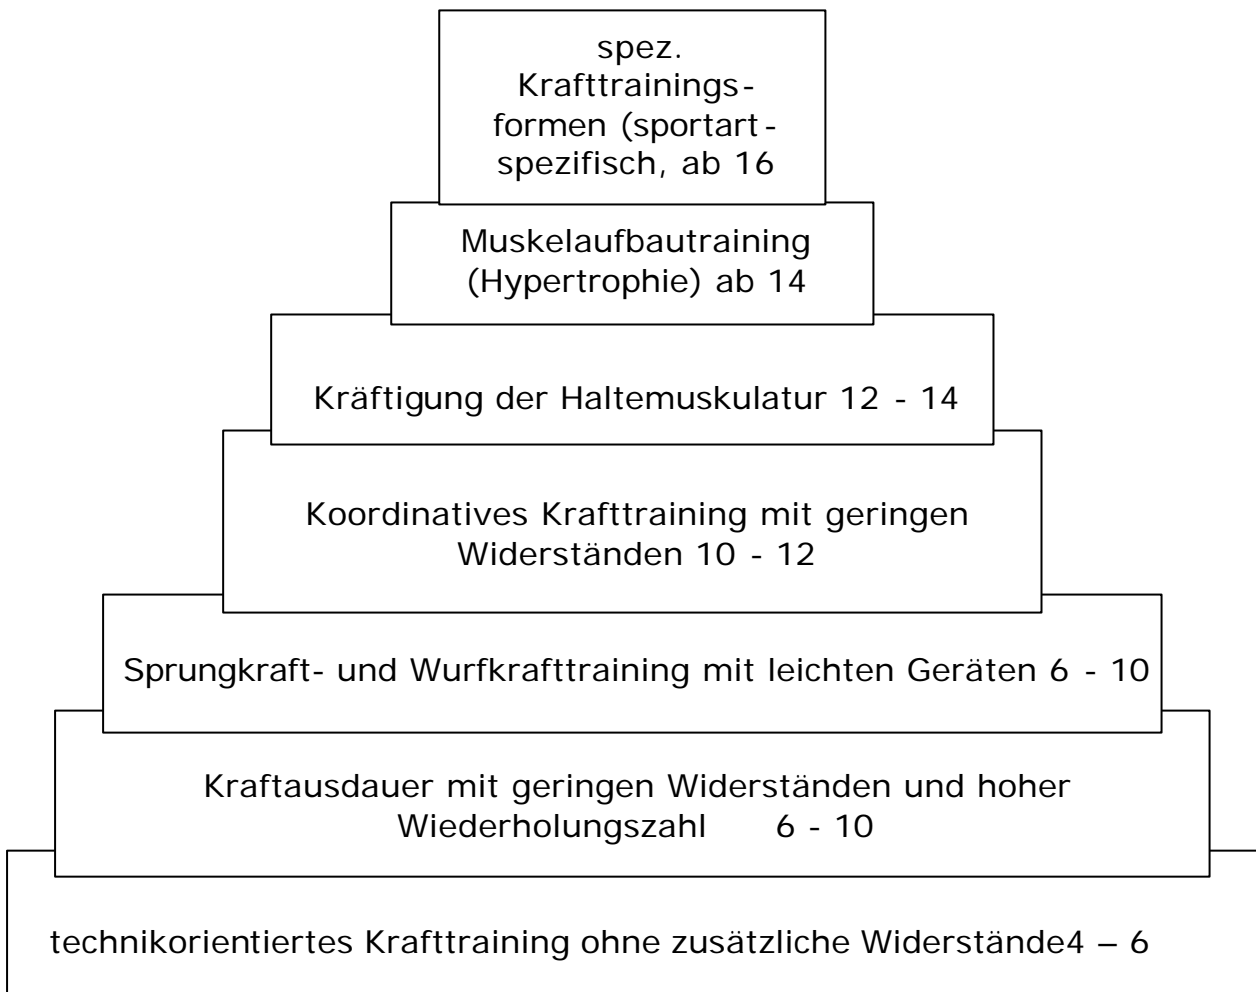 spez.
Krafttrainings-
formen (sportart-
spezifisch, ab 16
Muskelaufbautraining
(Hypertrophie) ab 14
Kräftigung der Haltemuskulatur 12 - 14
Koordinatives Krafttraining mit geringen
Widerständen 10 - 12
Sprungkraft- und Wurfkrafttraining mit leichten Geräten 6 - 10
Kraftausdauer mit geringen Widerständen und hoher
Wiederholungszahl 6 - 10
technikorientiertes Krafttraining ohne zusätzliche Widerstände4 – 6